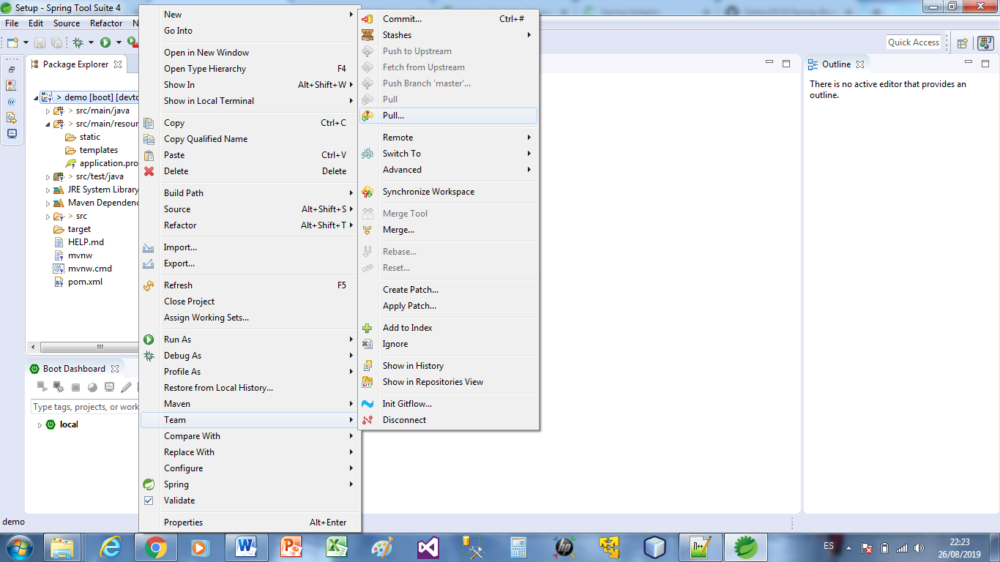 Setup - Spring Tool Suite 4
File Edit Source Refactor N
Quick Access
Package Explorer
> demo [boot] [devto
> src/main/java
> src/main/resour
static
templates
application.pro
> src/test/java
JRE System Library
Maven Dependenc
> src
target
HELP.md
mvnw
mvnw.cmd
pom.xml
Boot Dashboard
Type tags, projects, or work
local
demo
New
Go Into
Open in New Window
Open Type Hierarchy F4
Show In Alt+Shift+W
Show in Local Terminal
Copy Ctrl+C
Copy Qualified Name
Paste Ctrl+V
Delete Delete
Build Path
Source Alt+Shift+S
Refactor Alt+Shift+T
Import...
Export...
Refresh F5
Close Project
Assign Working Sets...
Run As
Debug As
Profile As
Restore from Local History...
Maven
Team
Compare With
Replace With
Configure
Spring
Validate
Properties Alt+Enter
Commit... Ctrl+#
Stashes
Push to Upstream
Fetch from Upstream
Push Branch 'master'...
Pull
Pull...
Remote
Switch To
Advanced
Synchronize Workspace
Merge Tool
Merge...
Rebase...
Reset...
Create Patch...
Apply Patch...
Add to Index
Ignore
Show in History
Show in Repositories View
Init Gitflow...
Disconnect
Outline
There is no active editor that provides an
outline.
ES
22:23
26/08/2019